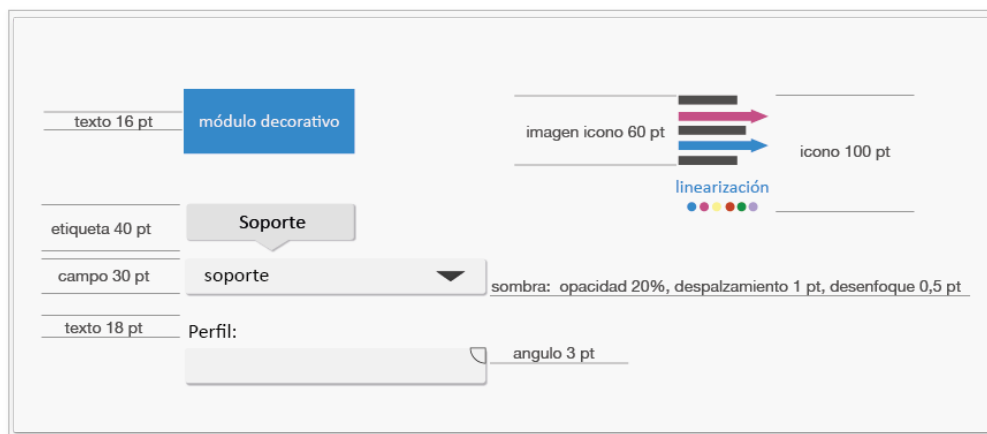 texto 16 pt
módulo decorativo
imagen icono 60 pt
icono 100 pt
linearización
etiqueta 40 pt
Soporte
campo 30 pt
soporte
sombra: opacidad 20%, despalzamiento 1 pt, desenfoque 0,5 pt
texto 18 pt
Perfil:
angulo 3 pt